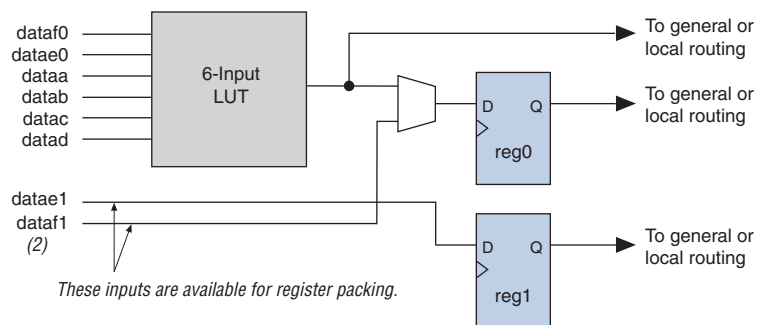 dataf0
datae0
dataa
datab
datac
datad
6-Input
LUT
To general or
local routing
D Q
reg0
To general or
local routing
datae1
dataf1
(2)
D Q
reg1
To general or
local routing
These inputs are available for register packing.